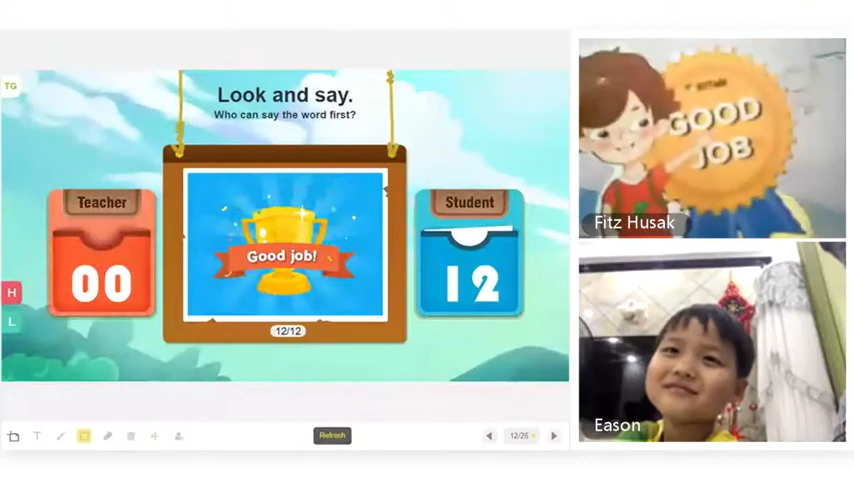 TG
Look and say.
Who can say the word first?
Teacher
00
Good job!
12/12
Student
12
H
L
T
Refresh
12/26
GOOD
JOB
Fitz Husak
Eason